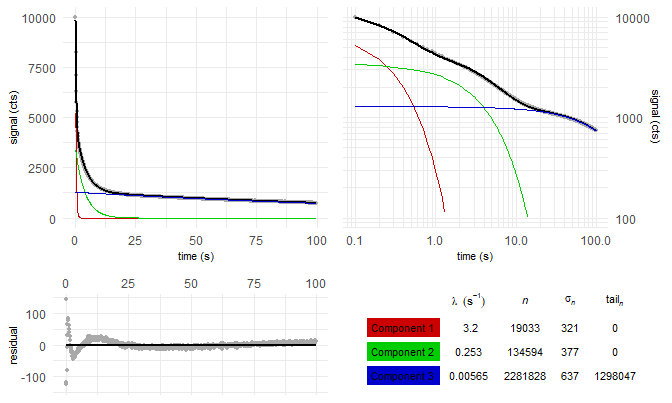 10000
7500
5000
2500
0
signal (cts)
0 25 50 75 100
time (s)
10000
1000
100
signal (cts)
0.1 1.0 10.0 100.0
time (s)
0 25 50 75 100
100
0
-100
residual
λ (s⁻¹) n σₙ tailₙ
Component 1 3.2 19033 321 0
Component 2 0.253 134594 377 0
Component 3 0.00565 2281828 637 1298047